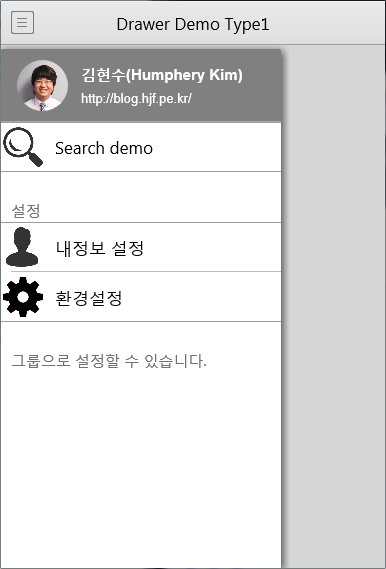 Drawer Demo Type1
김현수(Humphery Kim)
http://blog.hjf.pe.kr/
Search demo
설정
내정보 설정
환경설정
그룹으로 설정할 수 있습니다.